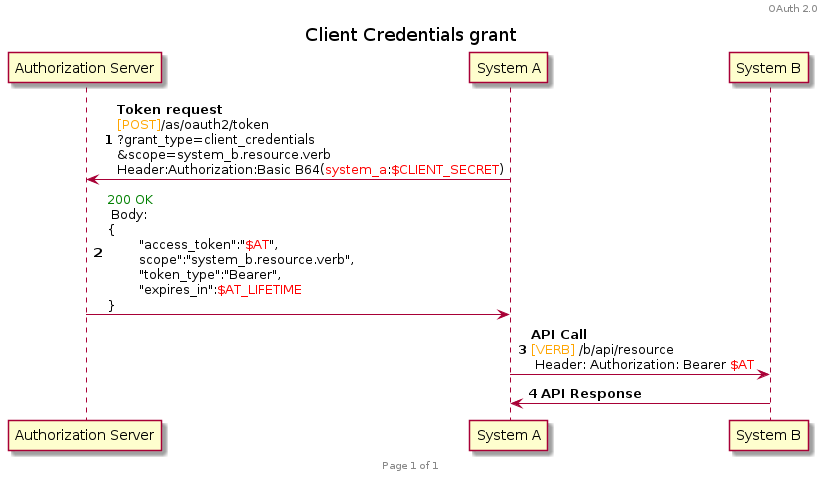 OAuth 2.0
Client Credentials grant
Authorization Server
System A
System B
Token request
[POST]/as/oauth2/token
1 ?grant_type=client_credentials
&scope=system_b.resource.verb
Header:Authorization:Basic B64(system_a:$CLIENT_SECRET)
200 OK
Body:
{
"access_token":"$AT",
2 scope":"system_b.resource.verb",
"token_type":"Bearer",
"expires_in":$AT_LIFETIME
}
API Call
3 [VERB] /b/api/resource
Header: Authorization: Bearer $AT
4 API Response
Authorization Server
System A
System B
Page 1 of 1